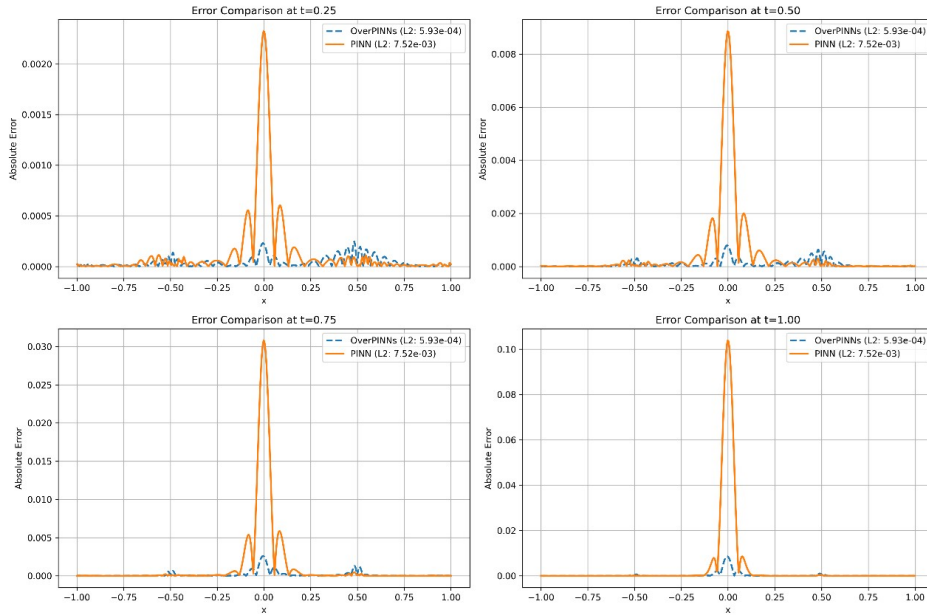 Error Comparison at t=0.25
OverPINNs (L2: 5.93e-04)
PINN (L2: 7.52e-03)
0.0020
0.0015
0.0010
0.0005
0.0000
Absolute Error
−1.00 −0.75 −0.50 −0.25 0.00 0.25 0.50 0.75 1.00
x
Error Comparison at t=0.50
OverPINNs (L2: 5.93e-04)
PINN (L2: 7.52e-03)
0.008
0.006
0.004
0.002
0.000
Absolute Error
−1.00 −0.75 −0.50 −0.25 0.00 0.25 0.50 0.75 1.00
x
Error Comparison at t=0.75
OverPINNs (L2: 5.93e-04)
PINN (L2: 7.52e-03)
0.030
0.025
0.020
0.015
0.010
0.005
0.000
Absolute Error
−1.00 −0.75 −0.50 −0.25 0.00 0.25 0.50 0.75 1.00
x
Error Comparison at t=1.00
OverPINNs (L2: 5.93e-04)
PINN (L2: 7.52e-03)
0.10
0.08
0.06
0.04
0.02
0.00
Absolute Error
−1.00 −0.75 −0.50 −0.25 0.00 0.25 0.50 0.75 1.00
x